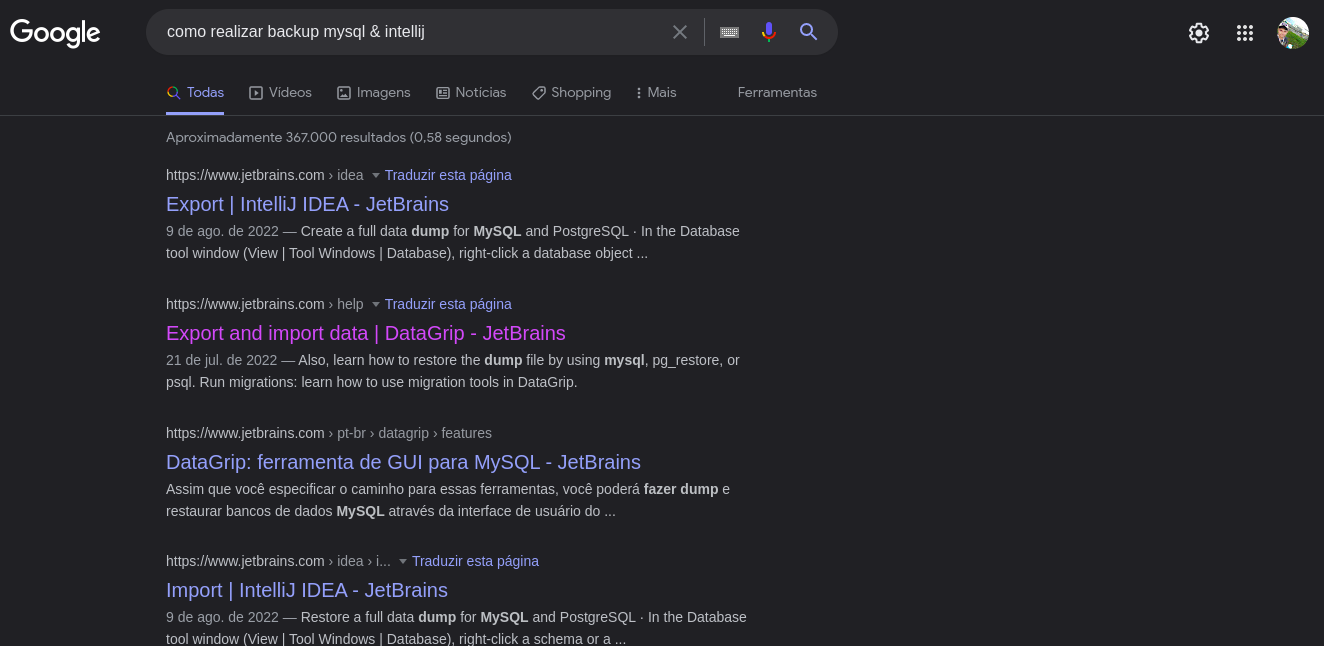 Google
como realizar backup mysql & intellij
Todas
Vídeos
Imagens
Notícias
Shopping
Mais
Ferramentas
Aproximadamente 367.000 resultados (0,58 segundos)
https://www.jetbrains.com › idea Traduzir esta página
Export | IntelliJ IDEA - JetBrains
9 de ago. de 2022 — Create a full data dump for MySQL and PostgreSQL · In the Database
tool window (View | Tool Windows | Database), right-click a database object ...
https://www.jetbrains.com › help Traduzir esta página
Export and import data | DataGrip - JetBrains
21 de jul. de 2022 — Also, learn how to restore the dump file by using mysql, pg_restore, or
psql. Run migrations: learn how to use migration tools in DataGrip.
https://www.jetbrains.com › pt-br › datagrip › features
DataGrip: ferramenta de GUI para MySQL - JetBrains
Assim que você especificar o caminho para essas ferramentas, você poderá fazer dump e
restaurar bancos de dados MySQL através da interface de usuário do ...
https://www.jetbrains.com › idea › i... Traduzir esta página
Import | IntelliJ IDEA - JetBrains
9 de ago. de 2022 — Restore a full data dump for MySQL and PostgreSQL · In the Database
tool window (View | Tool Windows | Database), right-click a schema or a ...